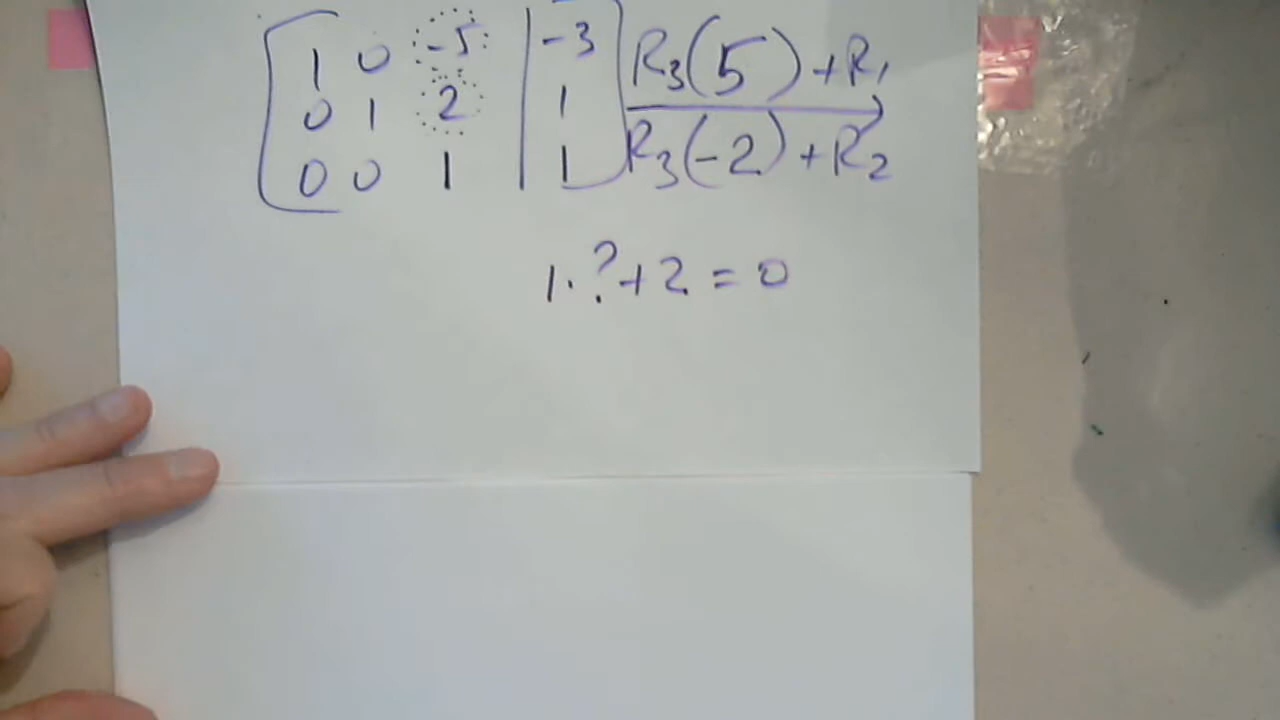 1 0 -5 | -3 R3(5)+R1
0 1 2 | 1
0 0 1 | 1 R3(-2)+R2
1·?+2=0